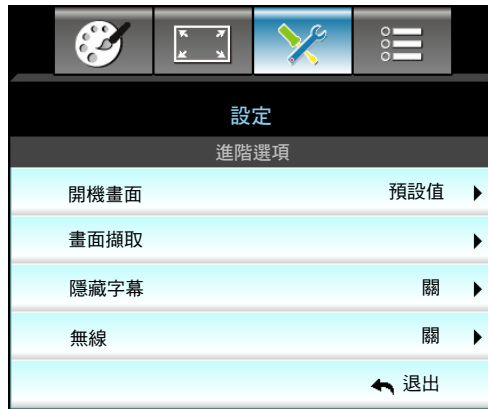 設定
進階選項
開機畫面 預設值
畫面擷取
隱藏字幕 關
無線 關
退出